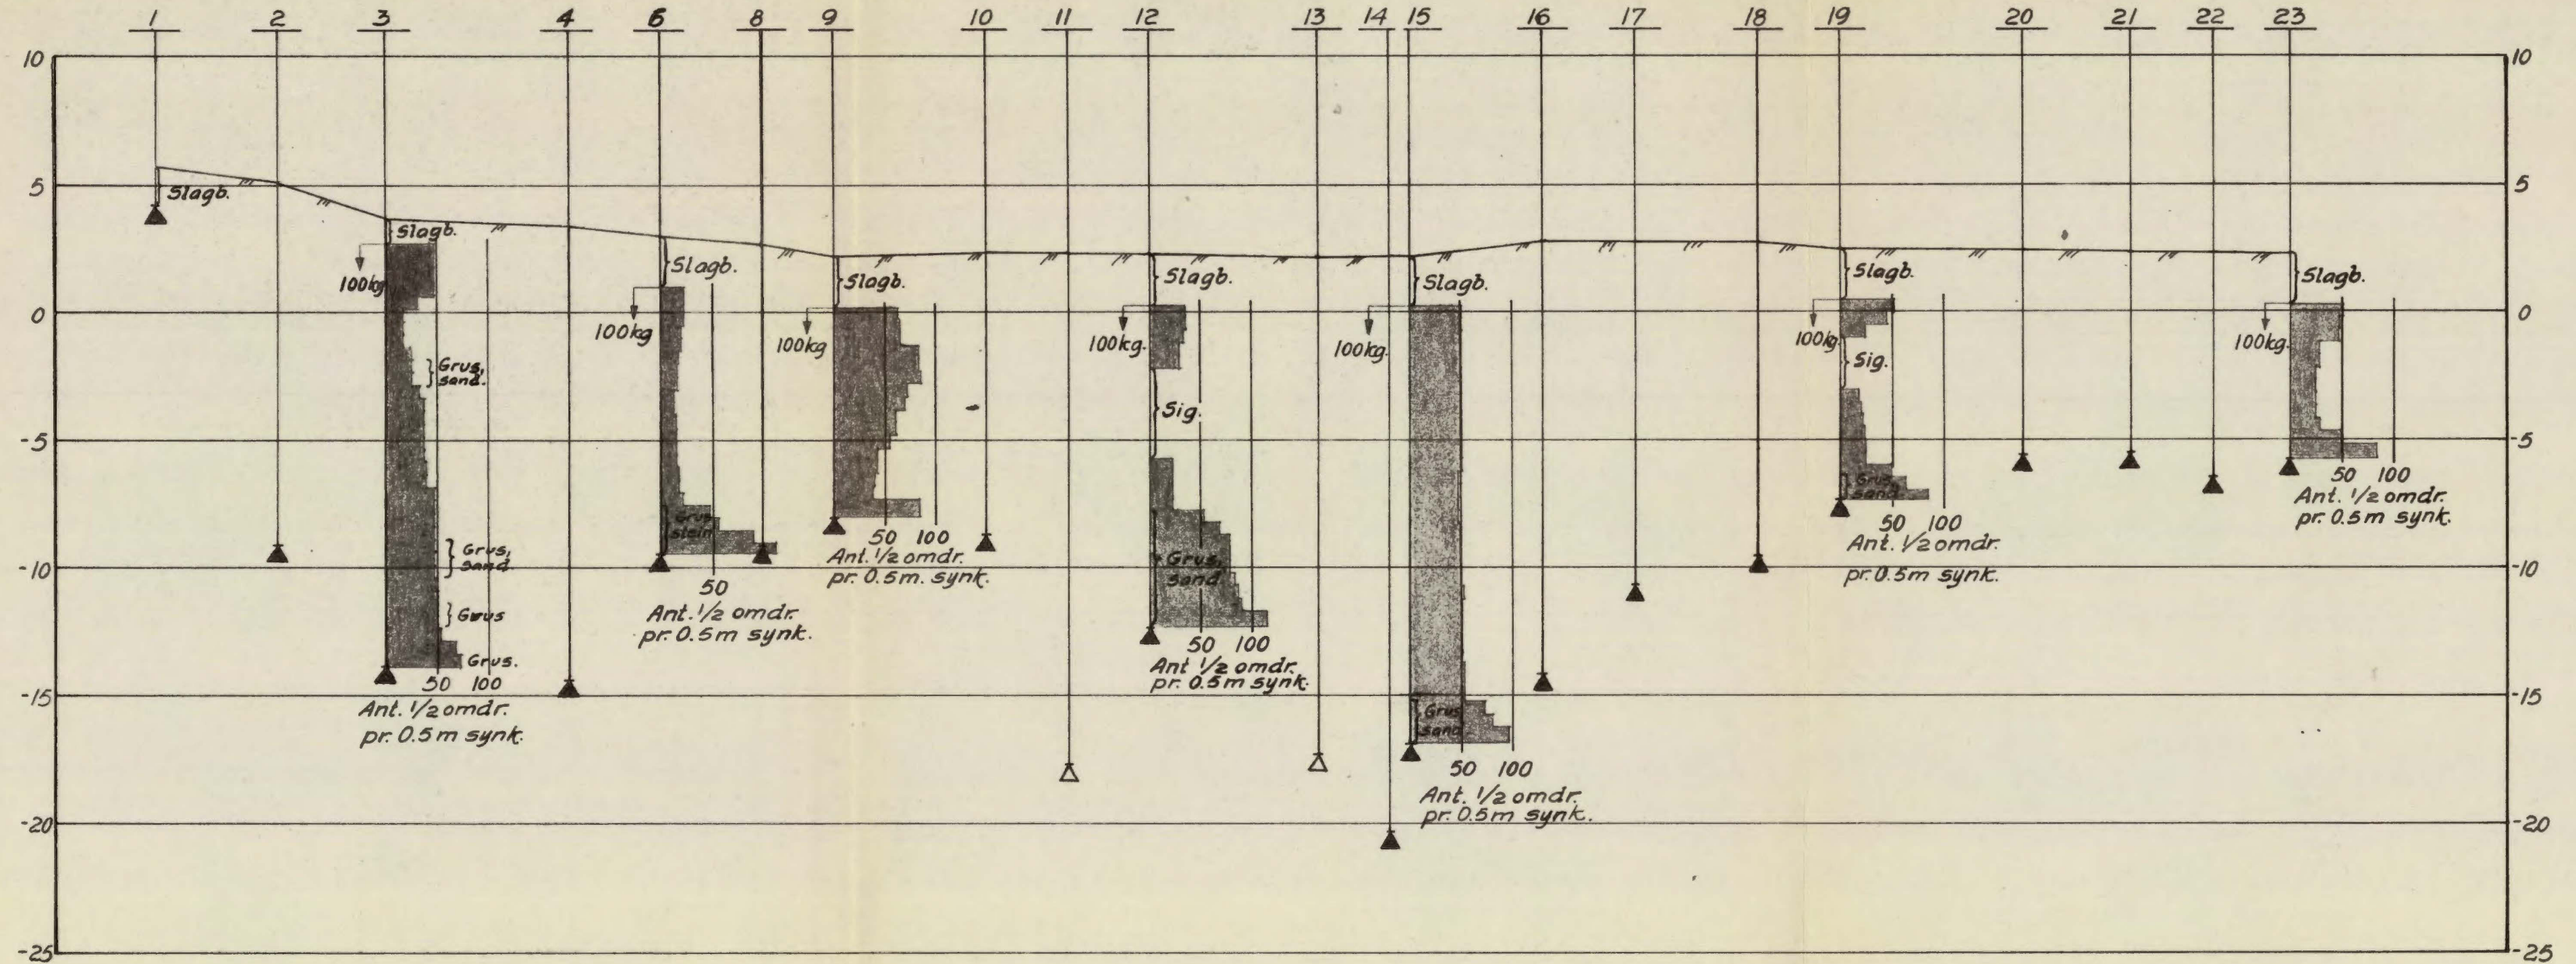 1 2 3 4 6 8 9 10 11 12 13 14 15 16 17 18 19 20 21 22 23
10 10
5 5
0 0
-5 -5
-10 -10
-15 -15
-20 -20
-25 -25
Slagb.
Slagb.
100kg
Grus,
sand.
Grus,
sand
Grus
Grus.
50 100
Ant. 1/2 omdr.
pr. 0.5 m synk.
Slagb.
100kg
Grus
stein
50
Ant. 1/2 omdr.
pr. 0.5m synk.
Slagb.
100kg
50 100
Ant. 1/2 omdr.
pr. 0.5m. synk.
Slagb.
100kg.
Sig.
Grus,
sand
50 100
Ant 1/2 omdr.
pr. 0.5m synk.
Slagb.
100kg.
Grus
sand
50 100
Ant. 1/2 omdr.
pr. 0.5m synk.
Slagb.
100kg.
Sig.
Grus,
sand
50 100
Ant. 1/2 omdr.
pr. 0.5m synk.
Slagb.
100kg.
50 100
Ant. 1/2 omdr.
pr. 0.5m synk.